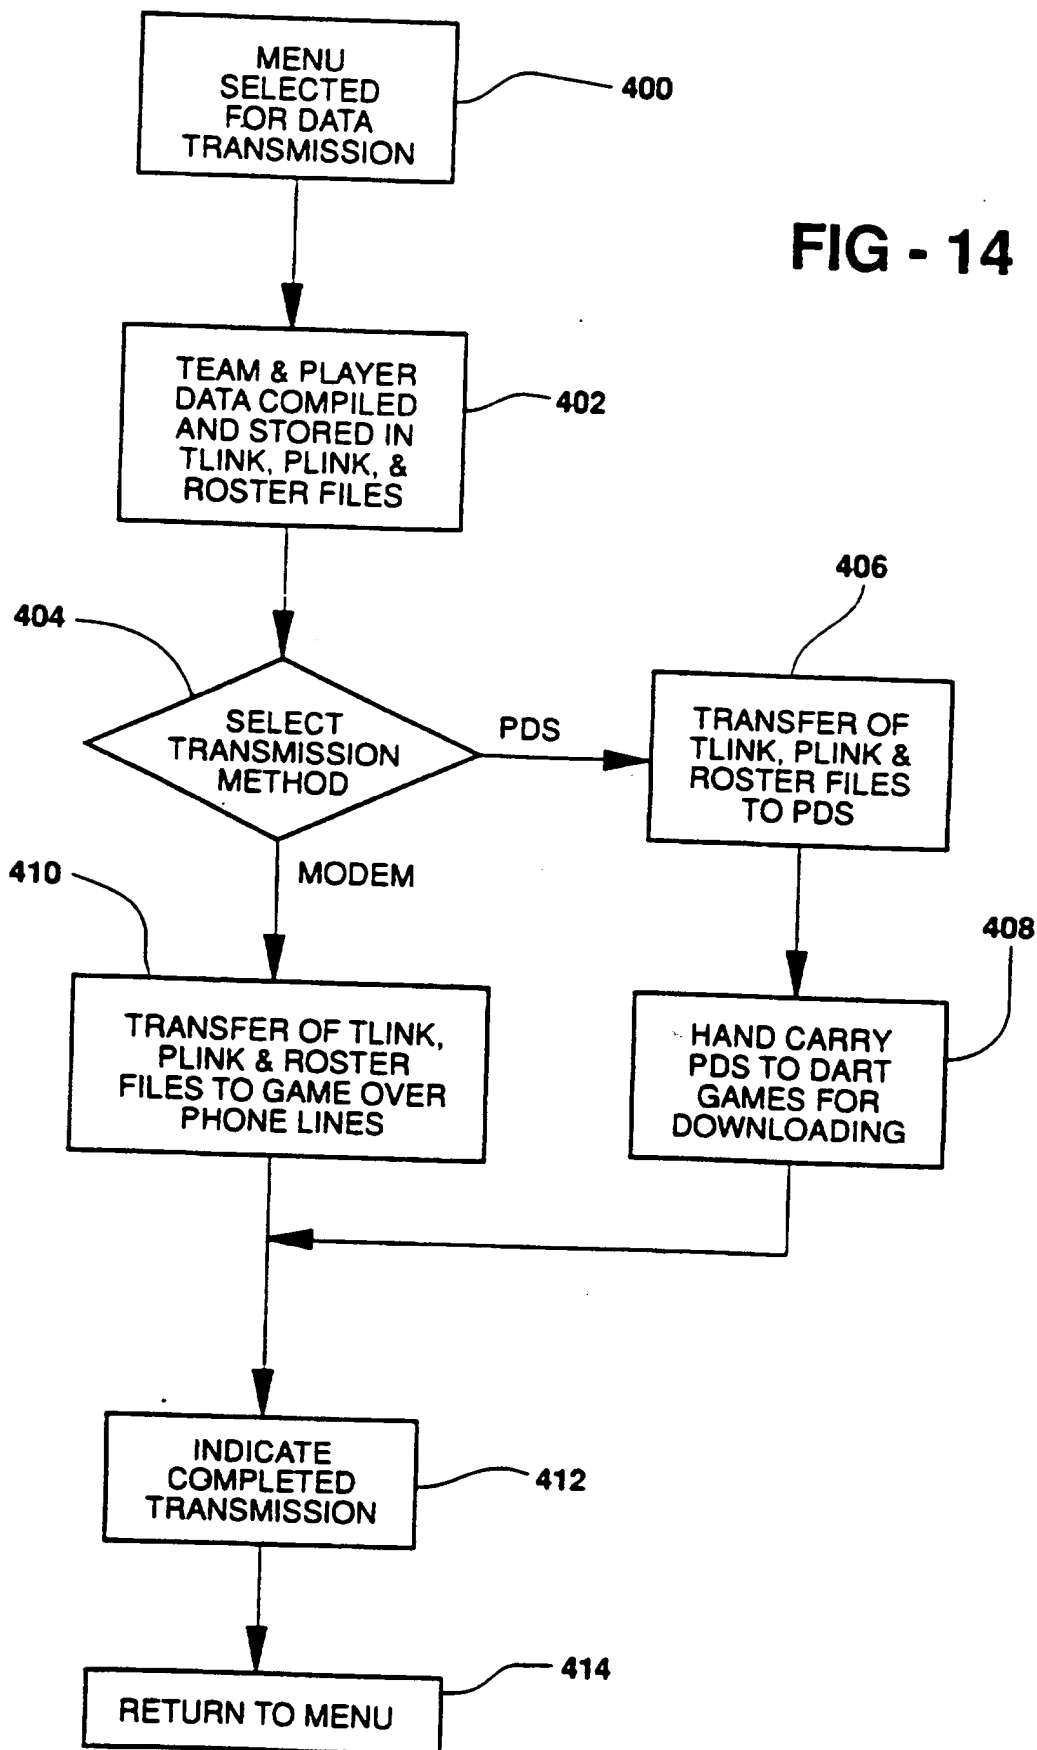 MENU
SELECTED
FOR DATA
TRANSMISSION
400
FIG - 14
TEAM & PLAYER
DATA COMPILED
AND STORED IN
TLINK, PLINK, &
ROSTER FILES
402
404
SELECT
TRANSMISSION
METHOD
PDS
406
TRANSFER OF
TLINK, PLINK &
ROSTER FILES
TO PDS
MODEM
410
408
TRANSFER OF TLINK,
PLINK & ROSTER
FILES TO GAME OVER
PHONE LINES
HAND CARRY
PDS TO DART
GAMES FOR
DOWNLOADING
INDICATE
COMPLETED
TRANSMISSION
412
414
RETURN TO MENU